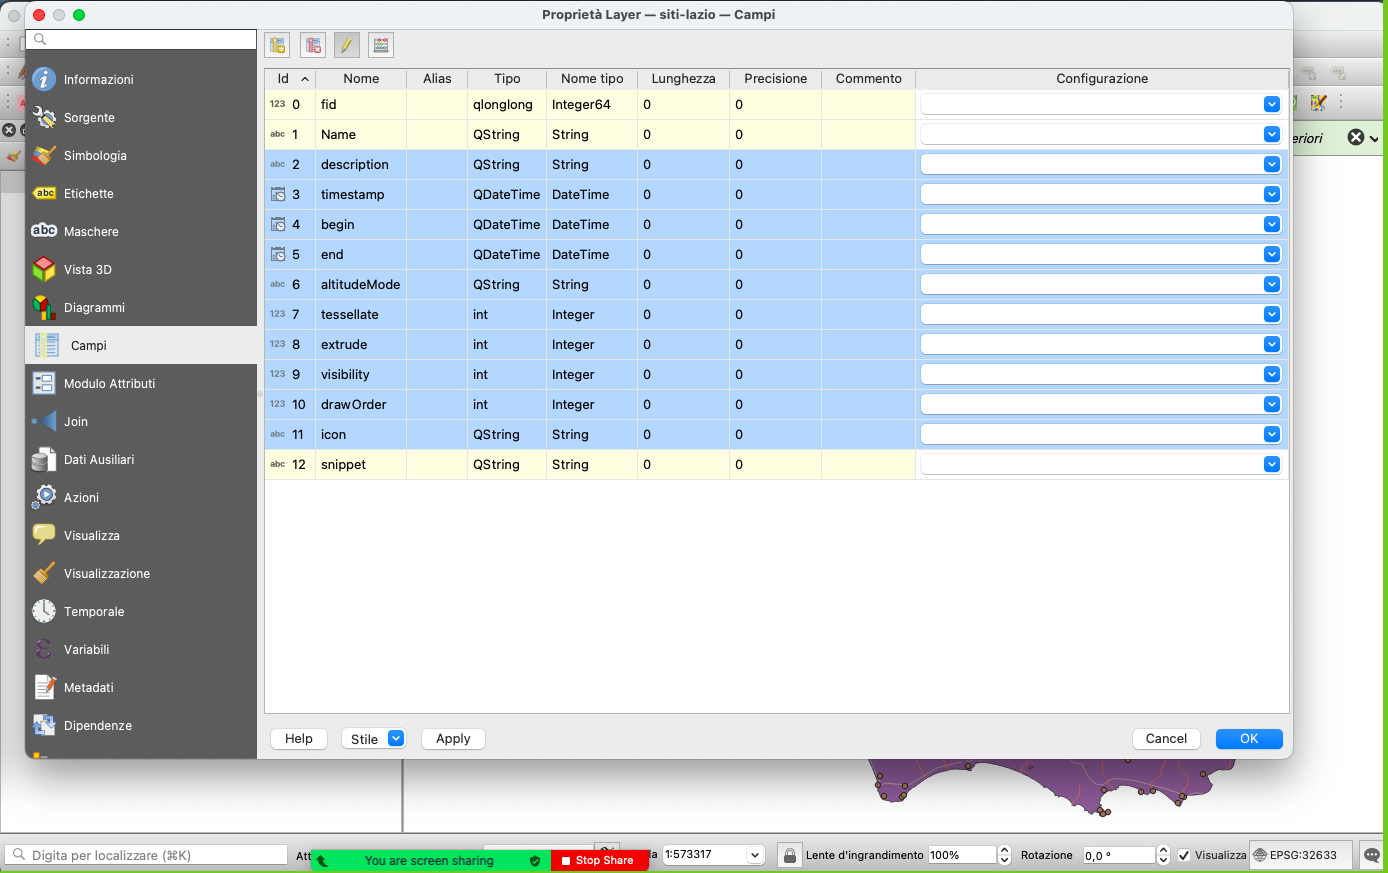 Proprietà Layer — siti-lazio — Campi
Informazioni
Sorgente
Simbologia
abc Etichette
abc Maschere
Vista 3D
Diagrammi
Campi
Modulo Attributi
Join
Dati Ausiliari
Azioni
Visualizza
Visualizzazione
Temporale
Variabili
Metadati
Dipendenze
Id Nome Alias Tipo Nome tipo Lunghezza Precisione Commento Configurazione
123 0 fid qlonglong Integer64 0 0
abc 1 Name QString String 0 0
abc 2 description QString String 0 0
3 timestamp QDateTime DateTime 0 0
4 begin QDateTime DateTime 0 0
5 end QDateTime DateTime 0 0
abc 6 altitudeMode QString String 0 0
123 7 tessellate int Integer 0 0
123 8 extrude int Integer 0 0
123 9 visibility int Integer 0 0
123 10 drawOrder int Integer 0 0
abc 11 icon QString String 0 0
abc 12 snippet QString String 0 0
eriori
Help Stile Apply Cancel OK
Digita per localizzare (⌘K) Att You are screen sharing Stop Share la 1:573317 Lente d'ingrandimento 100% Rotazione 0,0 ° Visualizza EPSG:32633